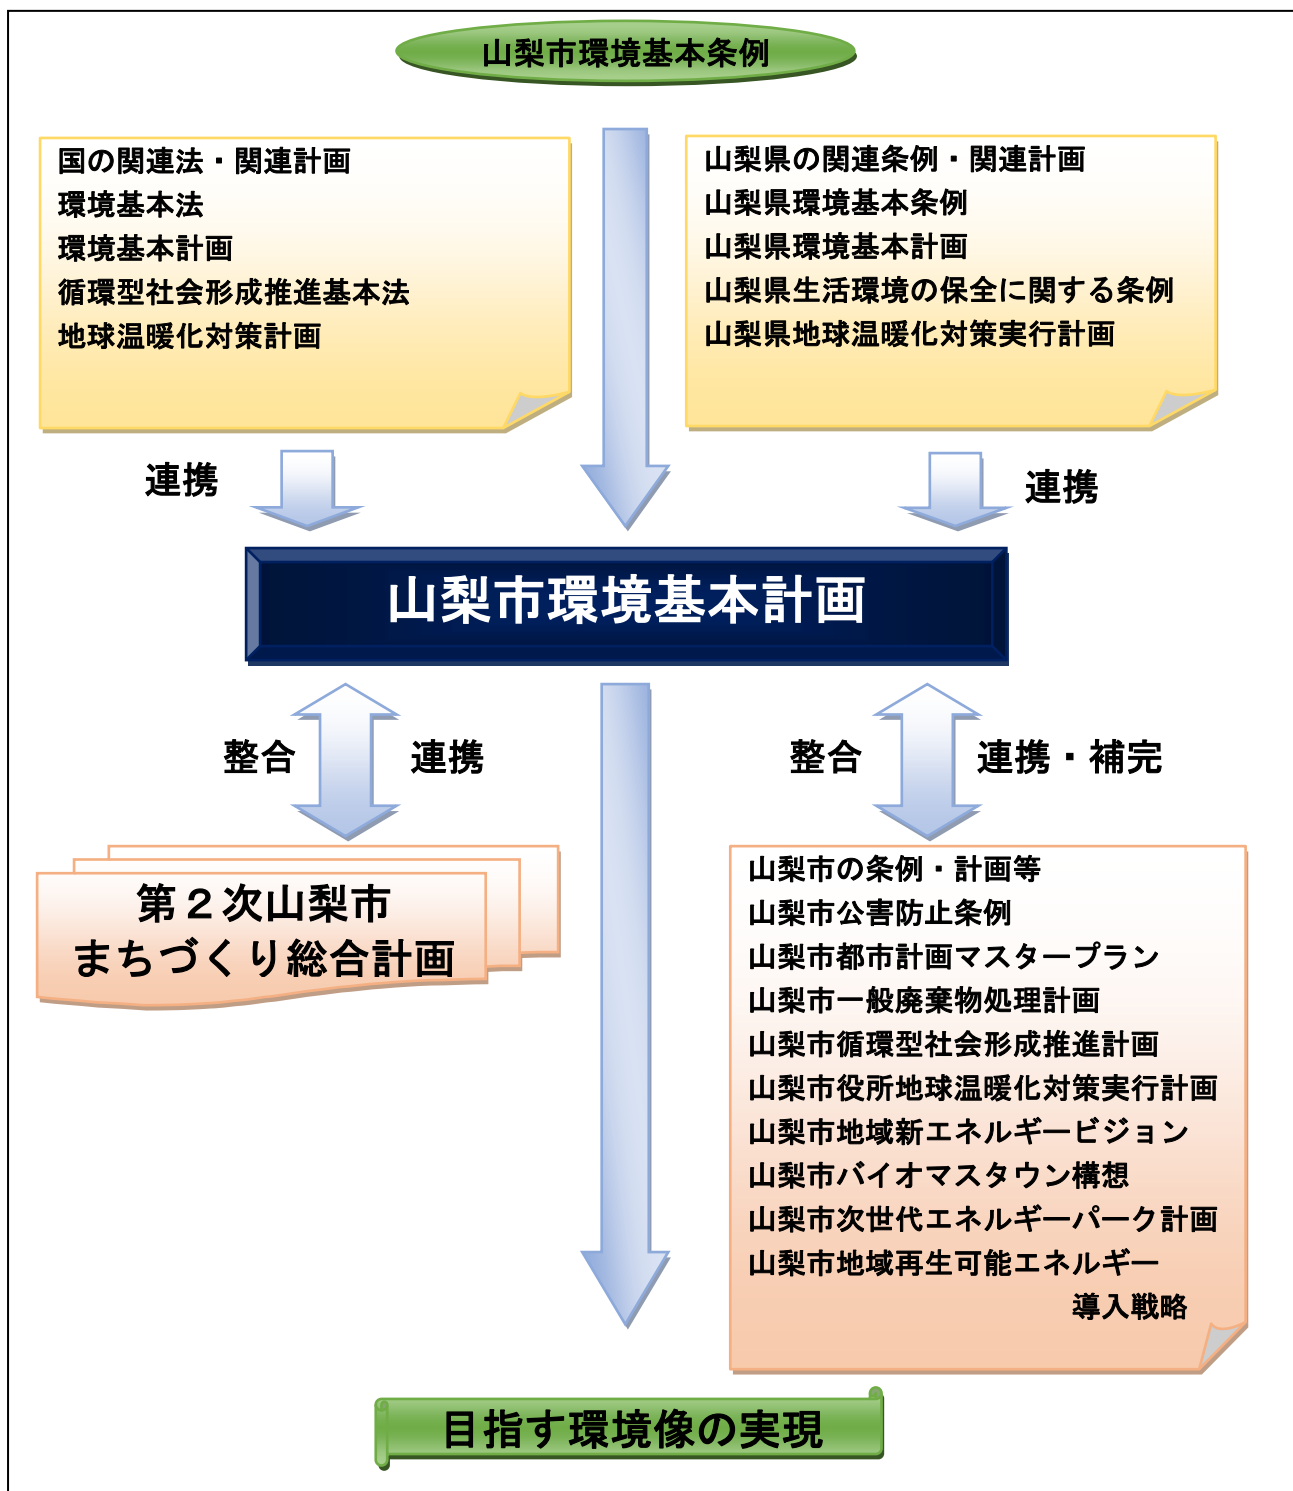 山梨市環境基本条例
国の関連法・関連計画
環境基本法
環境基本計画
循環型社会形成推進基本法
地球温暖化対策計画
山梨県の関連条例・関連計画
山梨県環境基本条例
山梨県環境基本計画
山梨県生活環境の保全に関する条例
山梨県地球温暖化対策実行計画
連携
連携
山梨市環境基本計画
整合
連携
整合
連携・補完
第２次山梨市
まちづくり総合計画
山梨市の条例・計画等
山梨市公害防止条例
山梨市都市計画マスタープラン
山梨市一般廃棄物処理計画
山梨市循環型社会形成推進計画
山梨市役所地球温暖化対策実行計画
山梨市地域新エネルギービジョン
山梨市バイオマスタウン構想
山梨市次世代エネルギーパーク計画
山梨市地域再生可能エネルギー
導入戦略
目指す環境像の実現